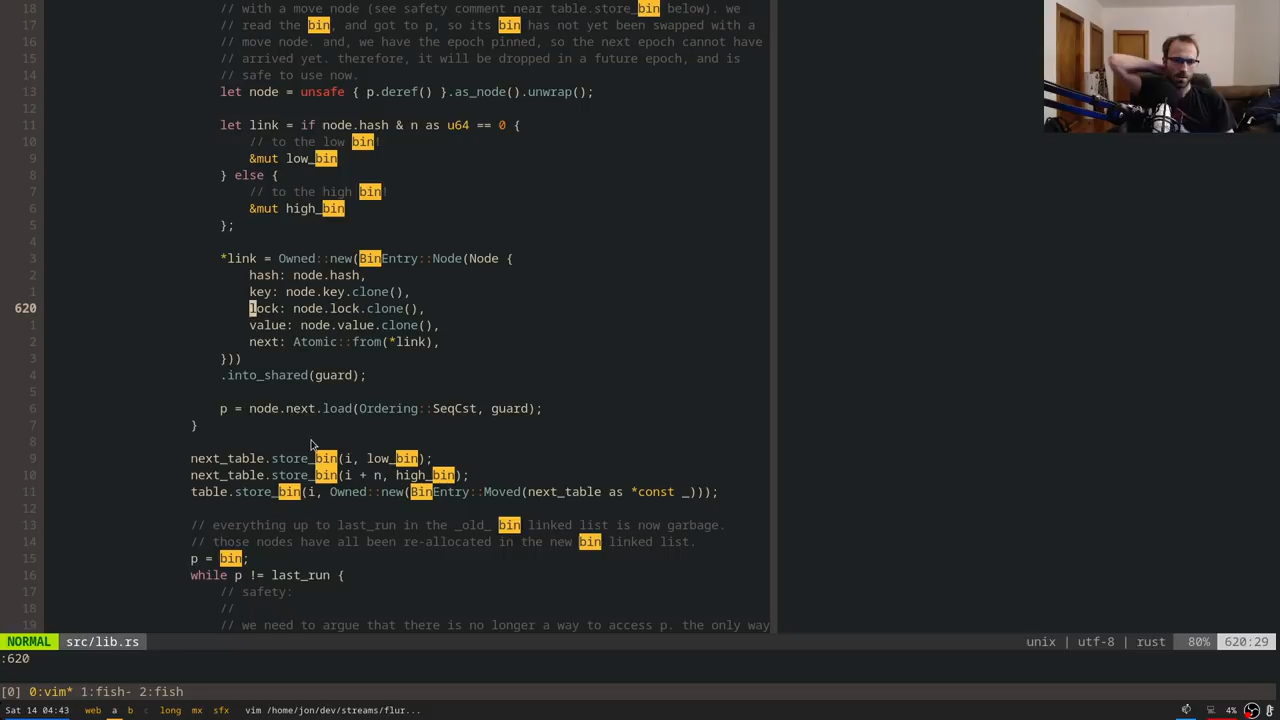 18 // with a move node (see safety comment near table.store_bin below). we
17 // read the bin, and got to p, so its bin has not yet been swapped with a
16 // move node. and, we have the epoch pinned, so the next epoch cannot have
15 // arrived yet. therefore, it will be dropped in a future epoch, and is
14 // safe to use now.
13 let node = unsafe { p.deref() }.as_node().unwrap();
12
11 let link = if node.hash & n as u64 == 0 {
10 // to the low bin!
9 &mut low_bin
8 } else {
7 // to the high bin!
6 &mut high_bin
5 };
4
3 *link = Owned::new(BinEntry::Node(Node {
2 hash: node.hash,
1 key: node.key.clone(),
620 lock: node.lock.clone(),
1 value: node.value.clone(),
2 next: Atomic::from(*link),
3 }))
4 .into_shared(guard);
5
6 p = node.next.load(Ordering::SeqCst, guard);
7 }
8
9 next_table.store_bin(i, low_bin);
10 next_table.store_bin(i + n, high_bin);
11 table.store_bin(i, Owned::new(BinEntry::Moved(next_table as *const _)));
12
13 // everything up to last_run in the _old_ bin linked list is now garbage.
14 // those nodes have all been re-allocated in the new bin linked list.
15 p = bin;
16 while p != last_run {
17 // safety:
18 //
19 // we need to argue that there is no longer a way to access p. the only way
NORMAL src/lib.rs unix | utf-8 | rust 80% 620:29
:620
[0] 0:vim* 1:fish- 2:fish
Sat 14 04:43 web a b c long mx sfx vim /home/jon/dev/streams/flur... 4%